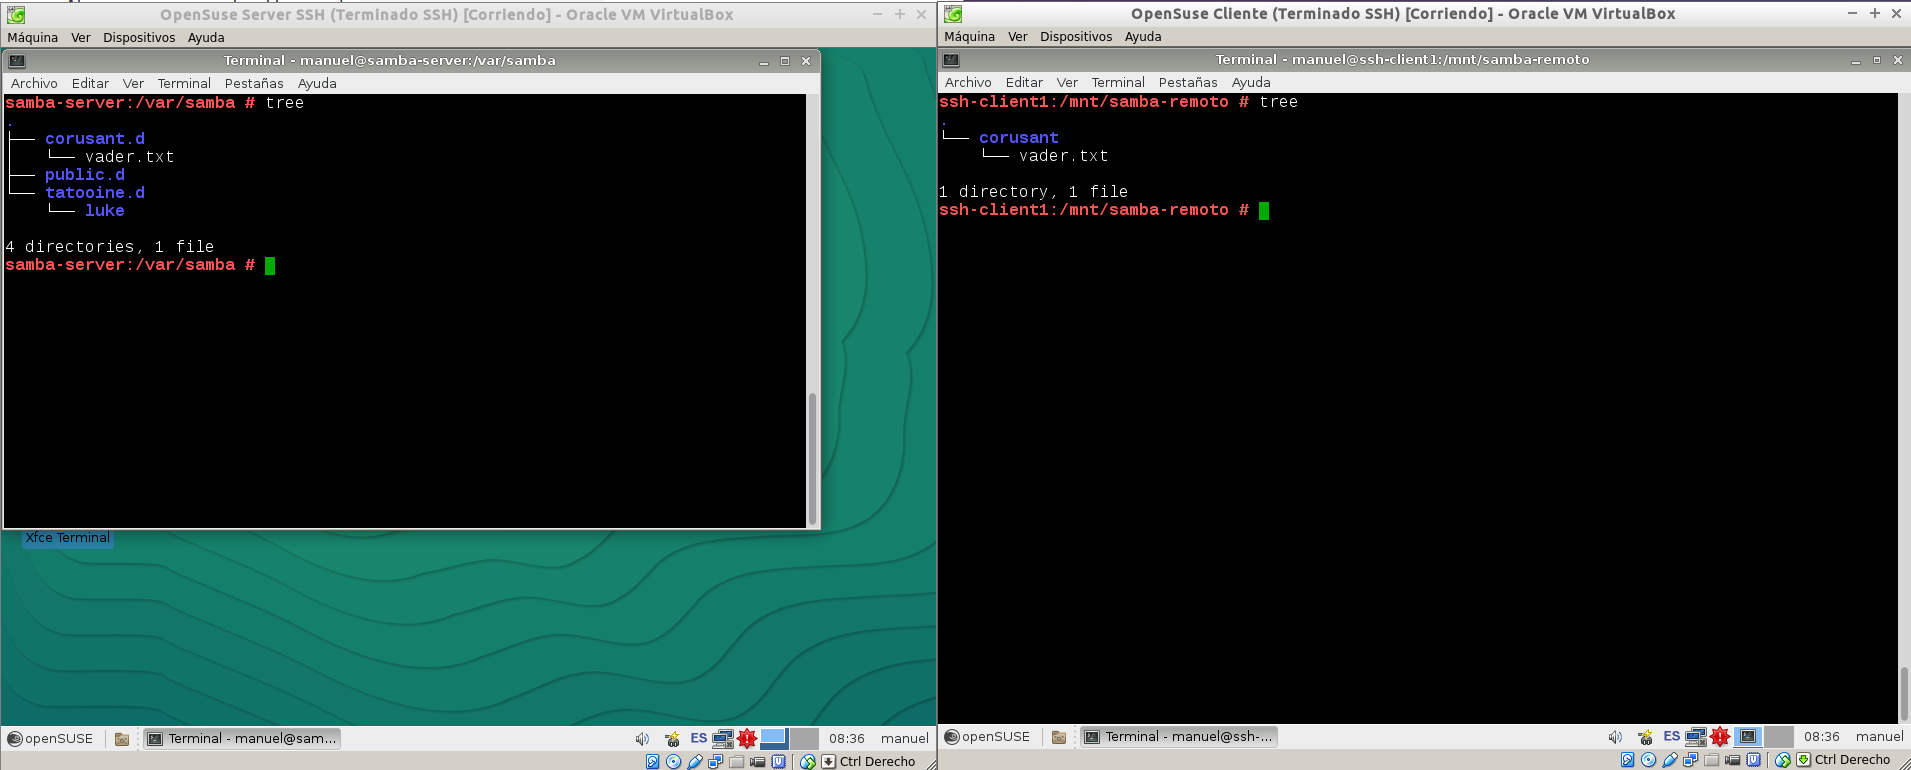 OpenSuse Server SSH (Terminado SSH) [Corriendo] - Oracle VM VirtualBox
Máquina Ver Dispositivos Ayuda
Terminal - manuel@samba-server:/var/samba
Archivo Editar Ver Terminal Pestañas Ayuda
samba-server:/var/samba # tree
.
├── corusant.d
│   └── vader.txt
├── public.d
└── tatooine.d
    └── luke
4 directories, 1 file
samba-server:/var/samba #
Xfce Terminal
openSUSE Terminal - manuel@sam... ES 08:36 manuel
Ctrl Derecho
OpenSuse Cliente (Terminado SSH) [Corriendo] - Oracle VM VirtualBox
Máquina Ver Dispositivos Ayuda
Terminal - manuel@ssh-client1:/mnt/samba-remoto
Archivo Editar Ver Terminal Pestañas Ayuda
ssh-client1:/mnt/samba-remoto # tree
.
└── corusant
    └── vader.txt
1 directory, 1 file
ssh-client1:/mnt/samba-remoto #
openSUSE Terminal - manuel@ssh-... ES 08:36 manuel
Ctrl Derecho